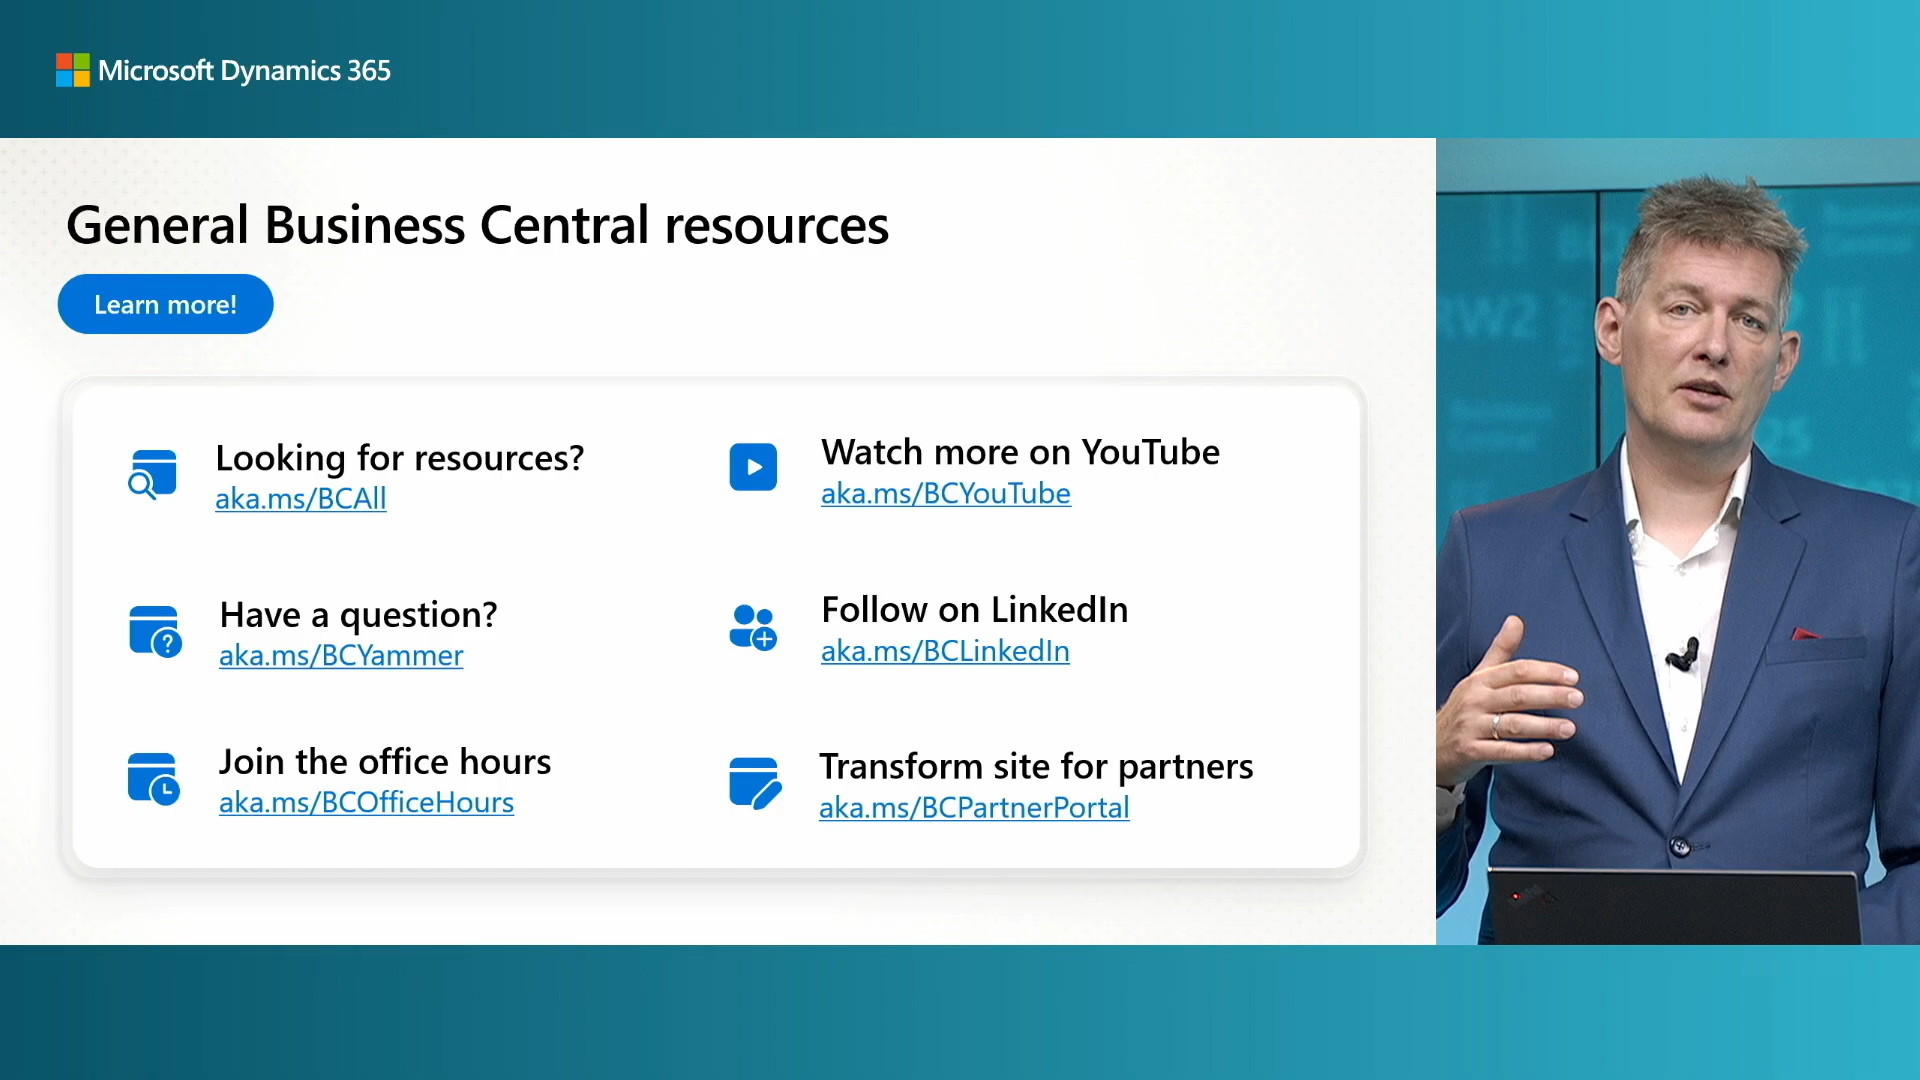 Microsoft Dynamics 365
General Business Central resources
Learn more!
Looking for resources?
aka.ms/BCAll
Have a question?
aka.ms/BCYammer
Join the office hours
aka.ms/BCOfficeHours
Watch more on YouTube
aka.ms/BCYouTube
Follow on LinkedIn
aka.ms/BCLinkedIn
Transform site for partners
aka.ms/BCPartnerPortal
RW2